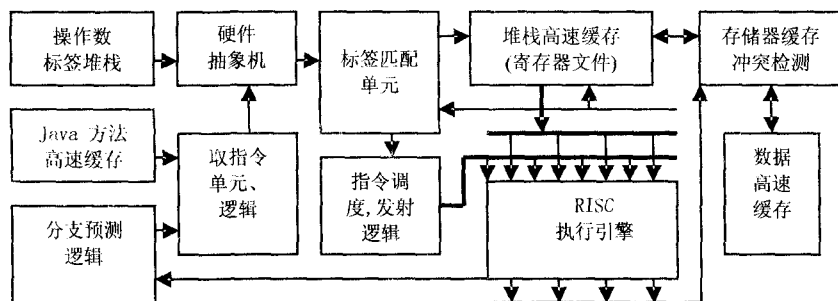 操作数
标签堆栈
硬件
抽象机
标签匹配
单元
堆栈高速缓存
(寄存器文件)
存储器缓存
冲突检测
Java 方法
高速缓存
取指令
单元、
逻辑
指令调
度,发射
逻辑
RISC
执行引擎
数据
高速
缓存
分支预测
逻辑